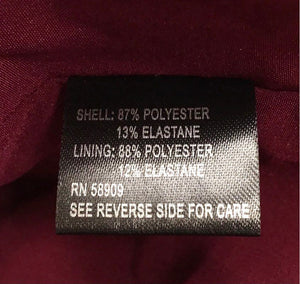 SHELL: 87% POLYESTER
13% ELASTANE
LINING: 88% POLYESTER
12% ELASTANE
RN 58909
SEE REVERSE SIDE FOR CARE